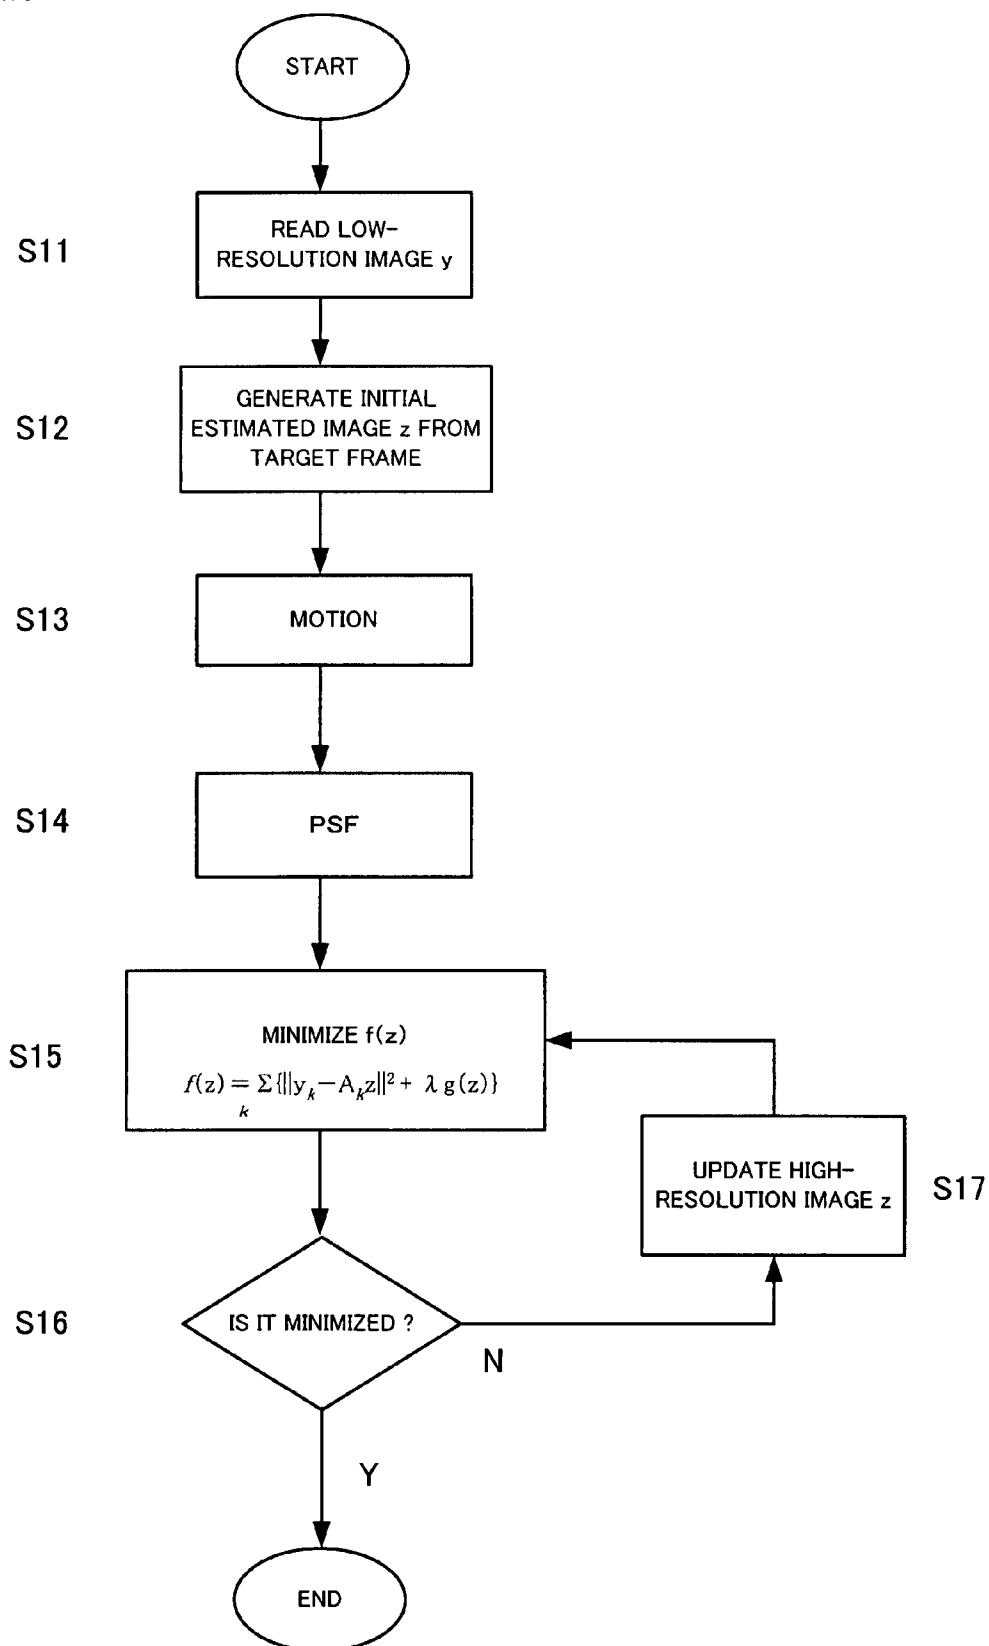 START
S11
READ LOW-
RESOLUTION IMAGE y
S12
GENERATE INITIAL
ESTIMATED IMAGE z FROM
TARGET FRAME
S13
MOTION
S14
PSF
S15
MINIMIZE f(z)
f(z) = Σ{||y_k−A_kz||²+ λ g(z)}
k
UPDATE HIGH-
RESOLUTION IMAGE z
S17
S16
IS IT MINIMIZED ?
N
Y
END